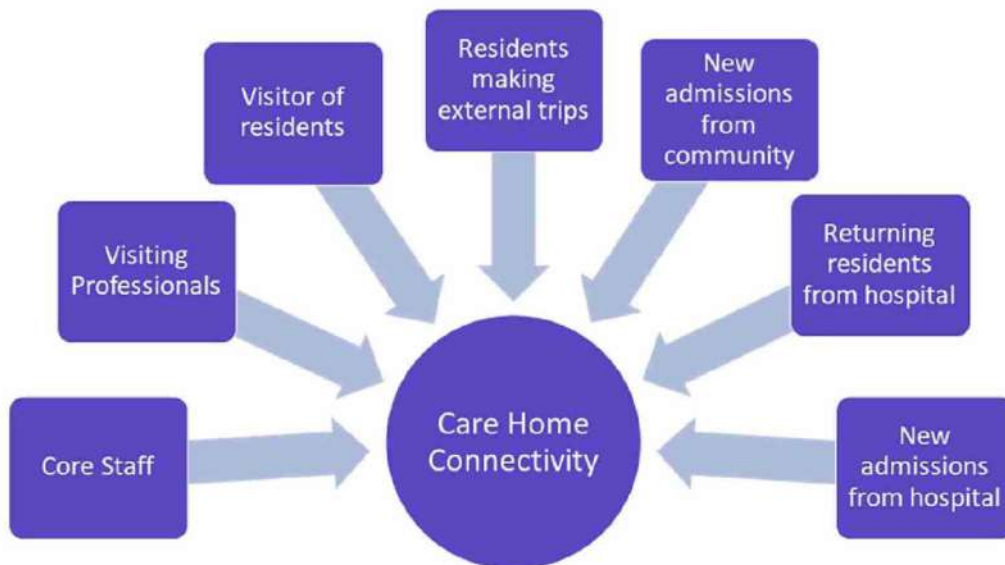 Residents
making
external trips
New
admissions
from
community
Visitor of
residents
Returning
residents
from hospital
Visiting
Professionals
Care Home
Connectivity
Core Staff
New
admissions
from hospital